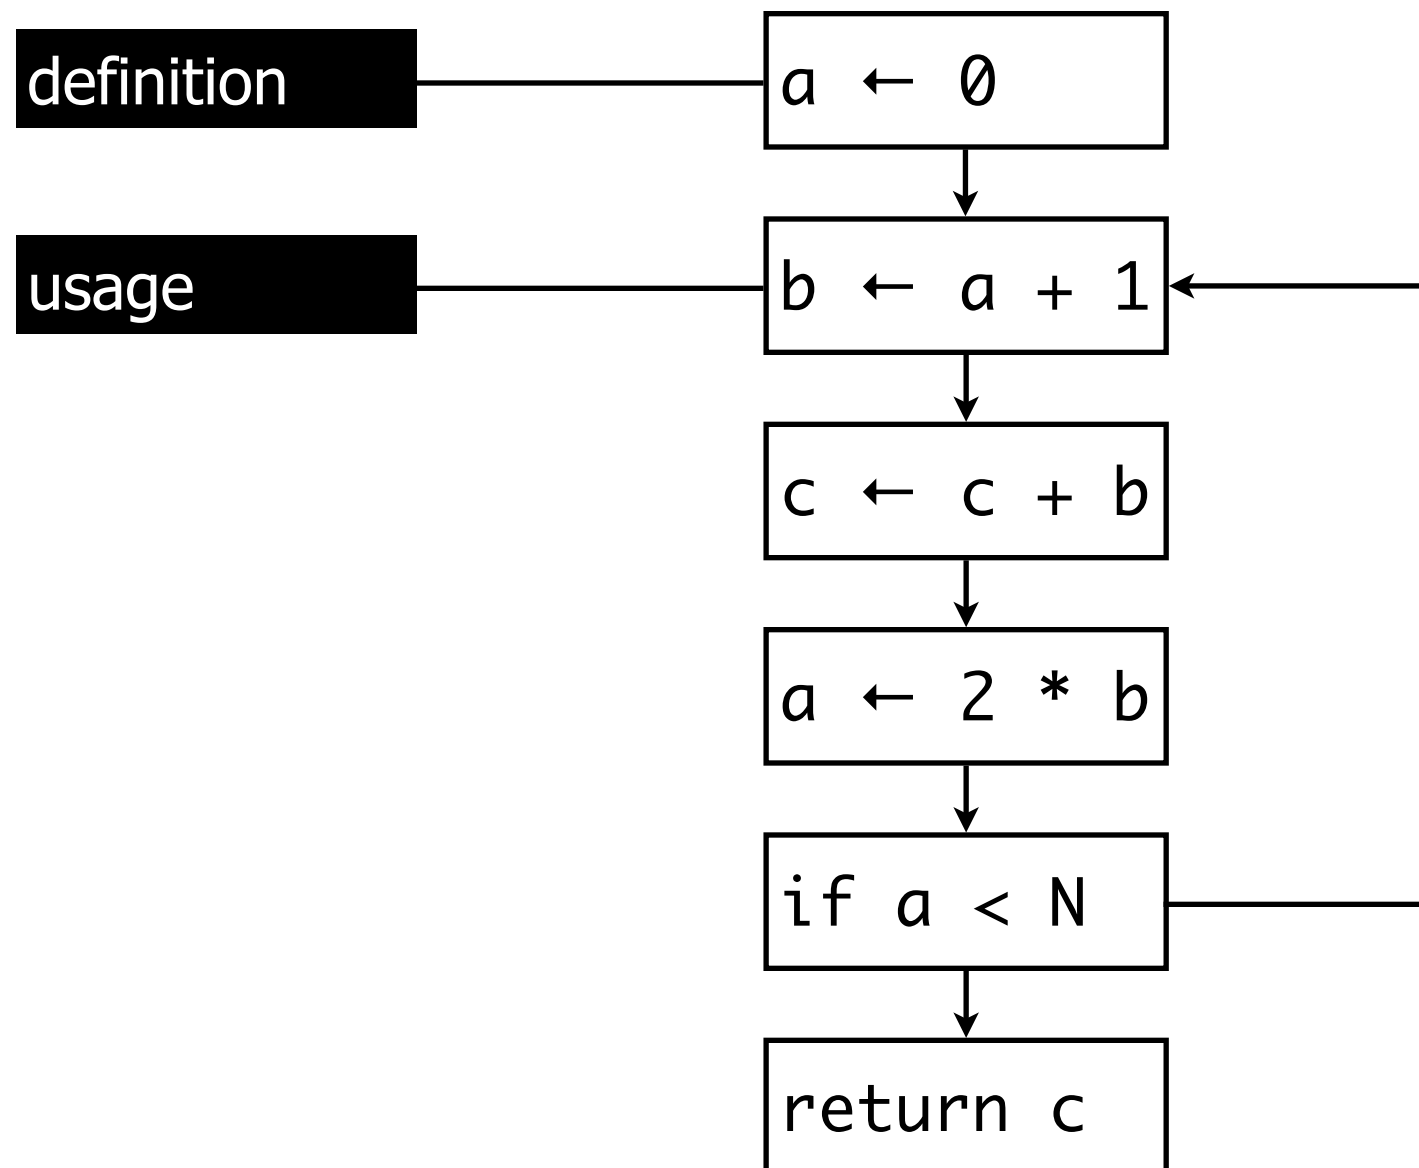 definition
a ← 0
usage
b ← a + 1
c ← c + b
a ← 2 * b
if a < N
return c